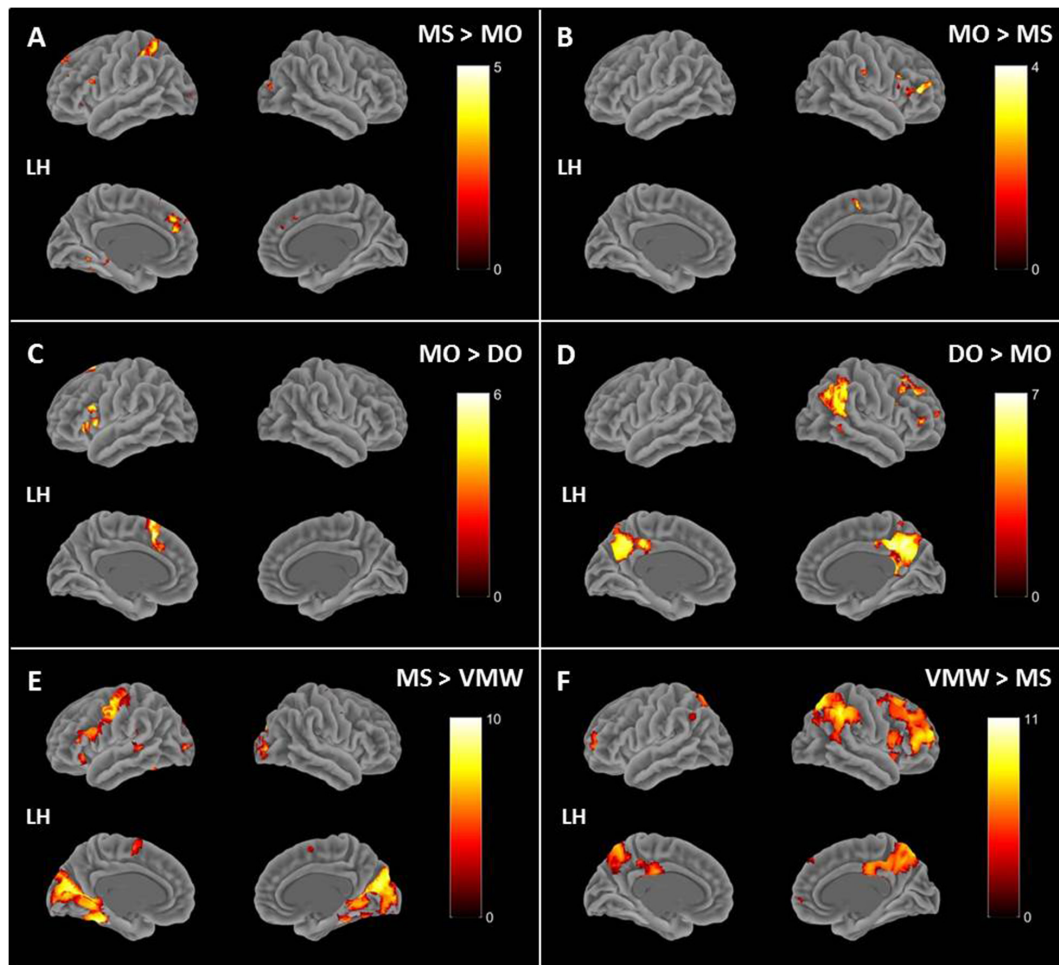 A MS > MO
5
0
LH
B MO > MS
4
0
LH
C MO > DO
6
0
LH
D DO > MO
7
0
LH
E MS > VMW
10
0
LH
F VMW > MS
11
0
LH